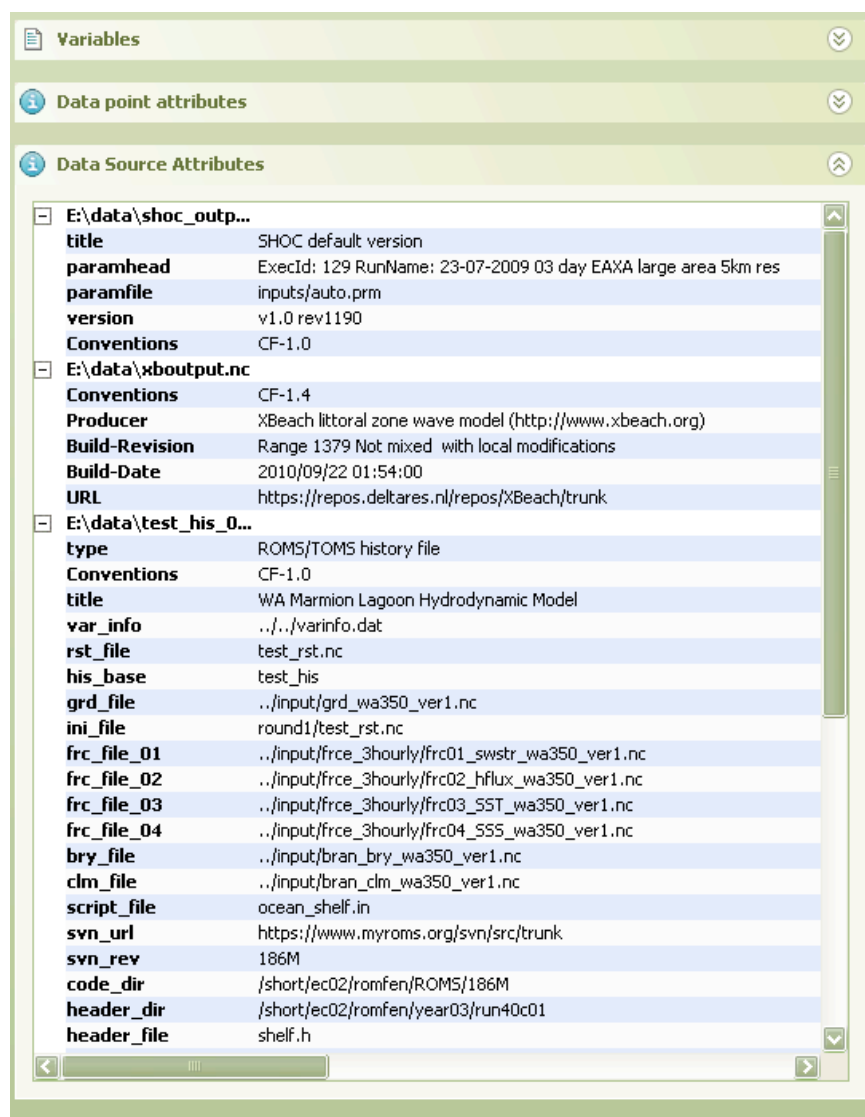 Variables
Data point attributes
Data Source Attributes
E:\data\shoc_outp...
title SHOC default version
paramhead ExecId: 129 RunName: 23-07-2009 03 day EAXA large area 5km res
paramfile inputs/auto.prm
version v1.0 rev1190
Conventions CF-1.0
E:\data\xboutput.nc
Conventions CF-1.4
Producer XBeach littoral zone wave model (http://www.xbeach.org)
Build-Revision Range 1379 Not mixed  with local modifications
Build-Date 2010/09/22 01:54:00
URL https://repos.deltares.nl/repos/XBeach/trunk
E:\data\test_his_0...
type ROMS/TOMS history file
Conventions CF-1.0
title WA Marmion Lagoon Hydrodynamic Model
var_info ../../varinfo.dat
rst_file test_rst.nc
his_base test_his
grd_file ../input/grd_wa350_ver1.nc
ini_file round1/test_rst.nc
frc_file_01 ../input/frce_3hourly/frc01_swstr_wa350_ver1.nc
frc_file_02 ../input/frce_3hourly/frc02_hflux_wa350_ver1.nc
frc_file_03 ../input/frce_3hourly/frc03_SST_wa350_ver1.nc
frc_file_04 ../input/frce_3hourly/frc04_SSS_wa350_ver1.nc
bry_file ../input/bran_bry_wa350_ver1.nc
clm_file ../input/bran_clm_wa350_ver1.nc
script_file ocean_shelf.in
svn_url https://www.myroms.org/svn/src/trunk
svn_rev 186M
code_dir /short/ec02/romfen/ROMS/186M
header_dir /short/ec02/romfen/year03/run40c01
header_file shelf.h